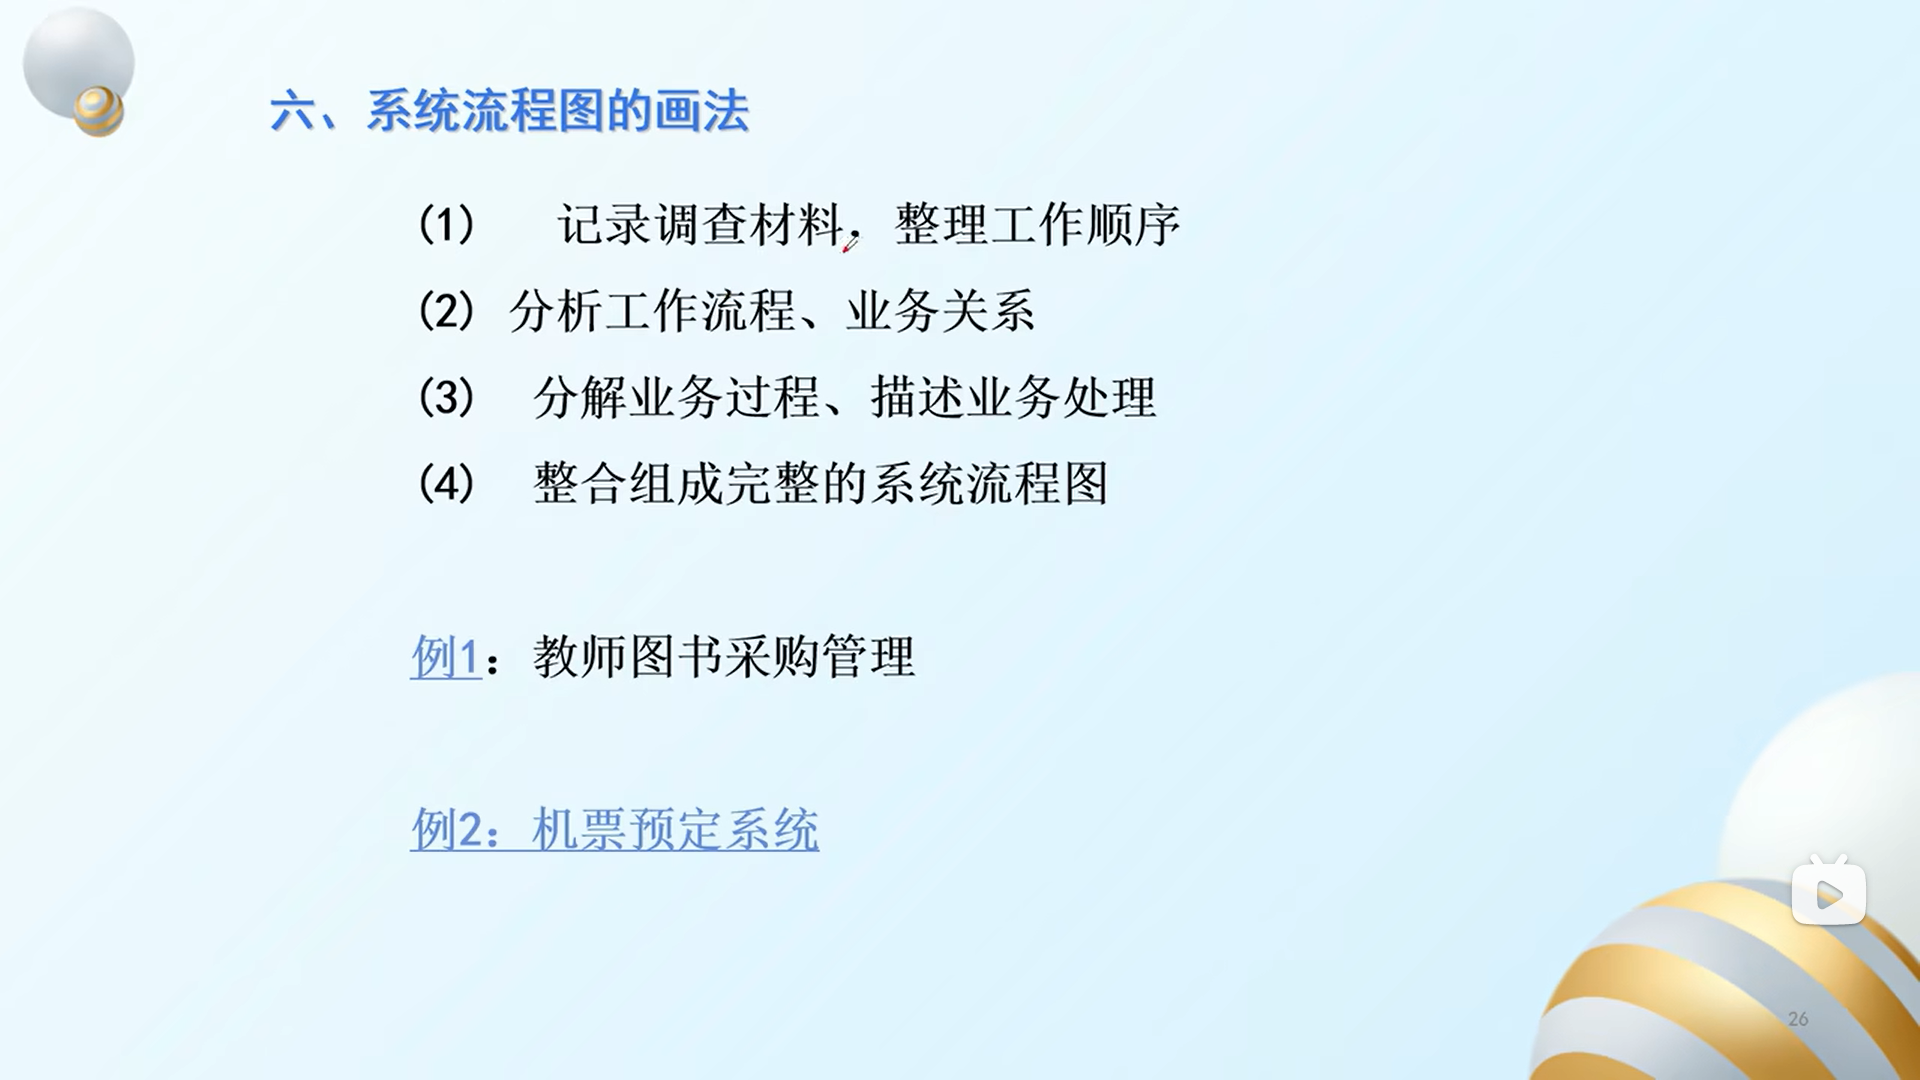 六、系统流程图的画法
(1) 记录调查材料，整理工作顺序
(2) 分析工作流程、业务关系
(3) 分解业务过程、描述业务处理
(4) 整合组成完整的系统流程图
例1：教师图书采购管理
例2：机票预定系统
26